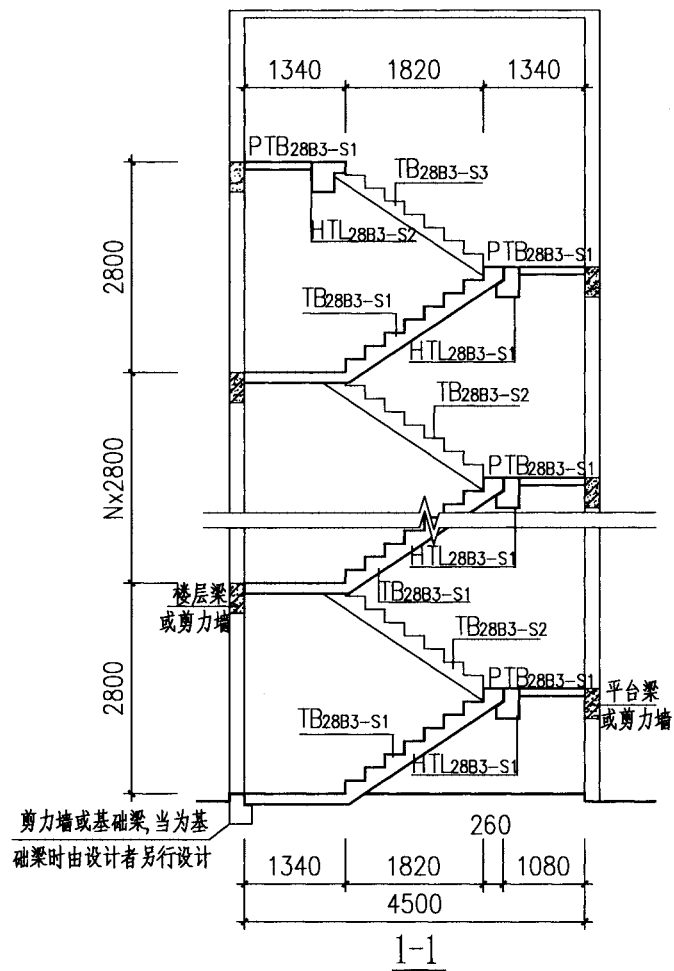 1340 1820 1340
PTB28B3-S1
TB28B3-S3
HTL28B3-S2
PTB28B3-S1
2800
TB28B3-S1
HTL28B3-S1
TB28B3-S2
PTB28B3-S1
N×2800
HTL28B3-S1
楼层梁
或剪力墙
TB28B3-S1
TB28B3-S2
PTB28B3-S1
2800
平台梁
或剪力墙
TB28B3-S1
HTL28B3-S1
剪力墙或基础梁,当为基
础梁时由设计者另行设计
260
1340 1820 1080
4500
1-1